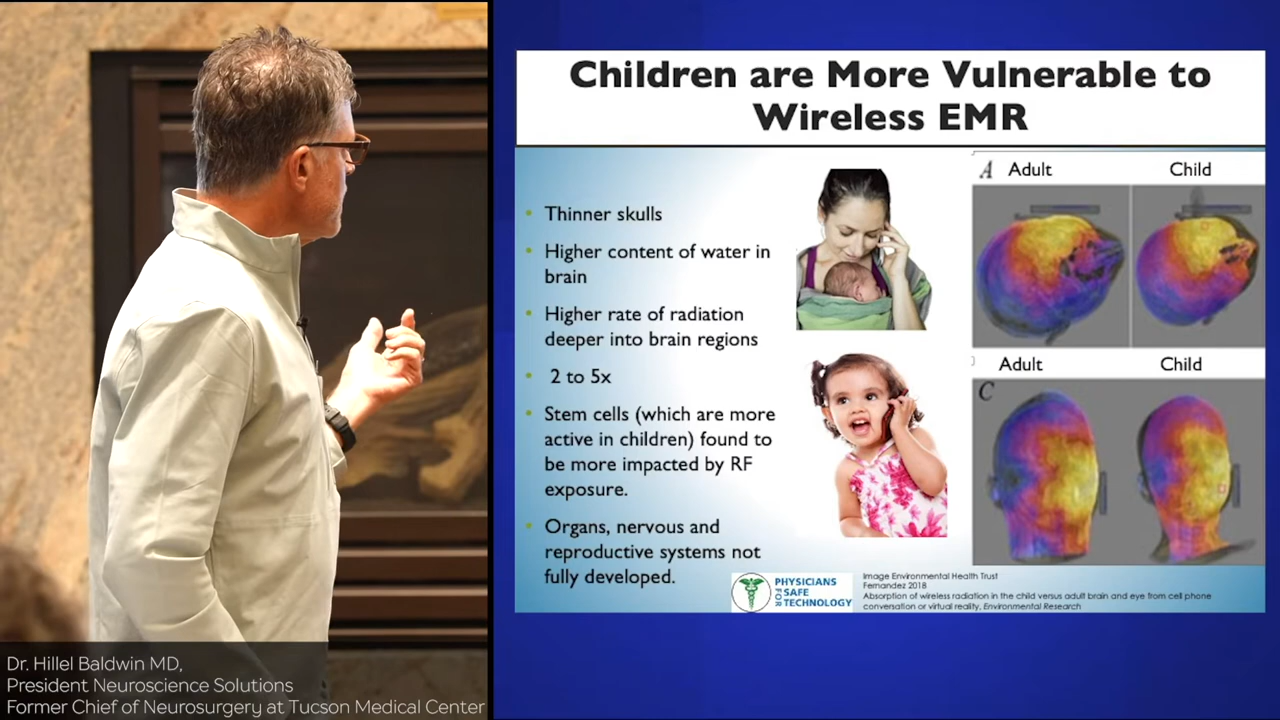 Children are More Vulnerable to
Wireless EMR
Thinner skulls
Higher content of water in
brain
Higher rate of radiation
deeper into brain regions
2 to 5x
Stem cells (which are more
active in children) found to
be more impacted by RF
exposure.
Organs, nervous and
reproductive systems not
fully developed.
A Adult Child
Adult Child
C
PHYSICIANS
FOR SAFE
TECHNOLOGY
Image Environmental Health Trust
Fernandez 2018
Absorption of wireless radiation in the child versus adult brain and eye from cell phone
conversation or virtual reality, Environmental Research
Dr. Hillel Baldwin MD,
President Neuroscience Solutions
Former Chief of Neurosurgery at Tucson Medical Center